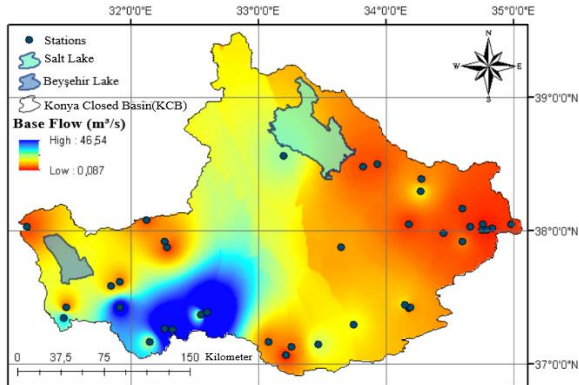 32°0'0"E 33°0'0"E 34°0'0"E 35°0'0"E
Stations
Salt Lake
Beyşehir Lake
Konya Closed Basin(KCB)
Base Flow (m³/s)
High : 46,54
Low : 0,087
N
W E
S
39°0'0"N
38°0'0"N
37°0'0"N
0 37,5 75 150 Kilometer